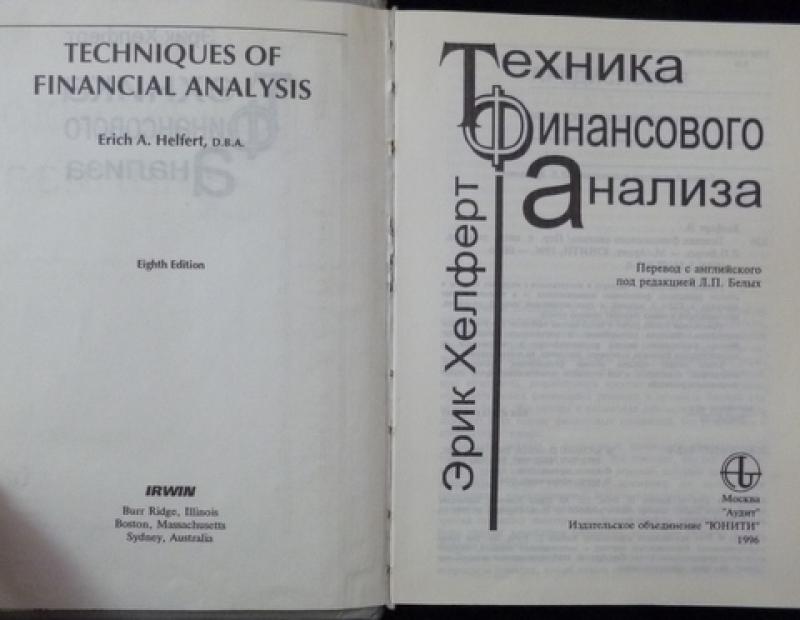 TECHNIQUES OF
FINANCIAL ANALYSIS
Erich A. Helfert, D.B.A.
Eighth Edition
IRWIN
Burr Ridge, Illinois
Boston, Massachusetts
Sydney, Australia
Техника
Финансового
Анализа
Эрик Хелферт
Перевод с английского
под редакцией Л.П. Белых
Москва
"Аудит"
Издательское объединение "ЮНИТИ"
1996